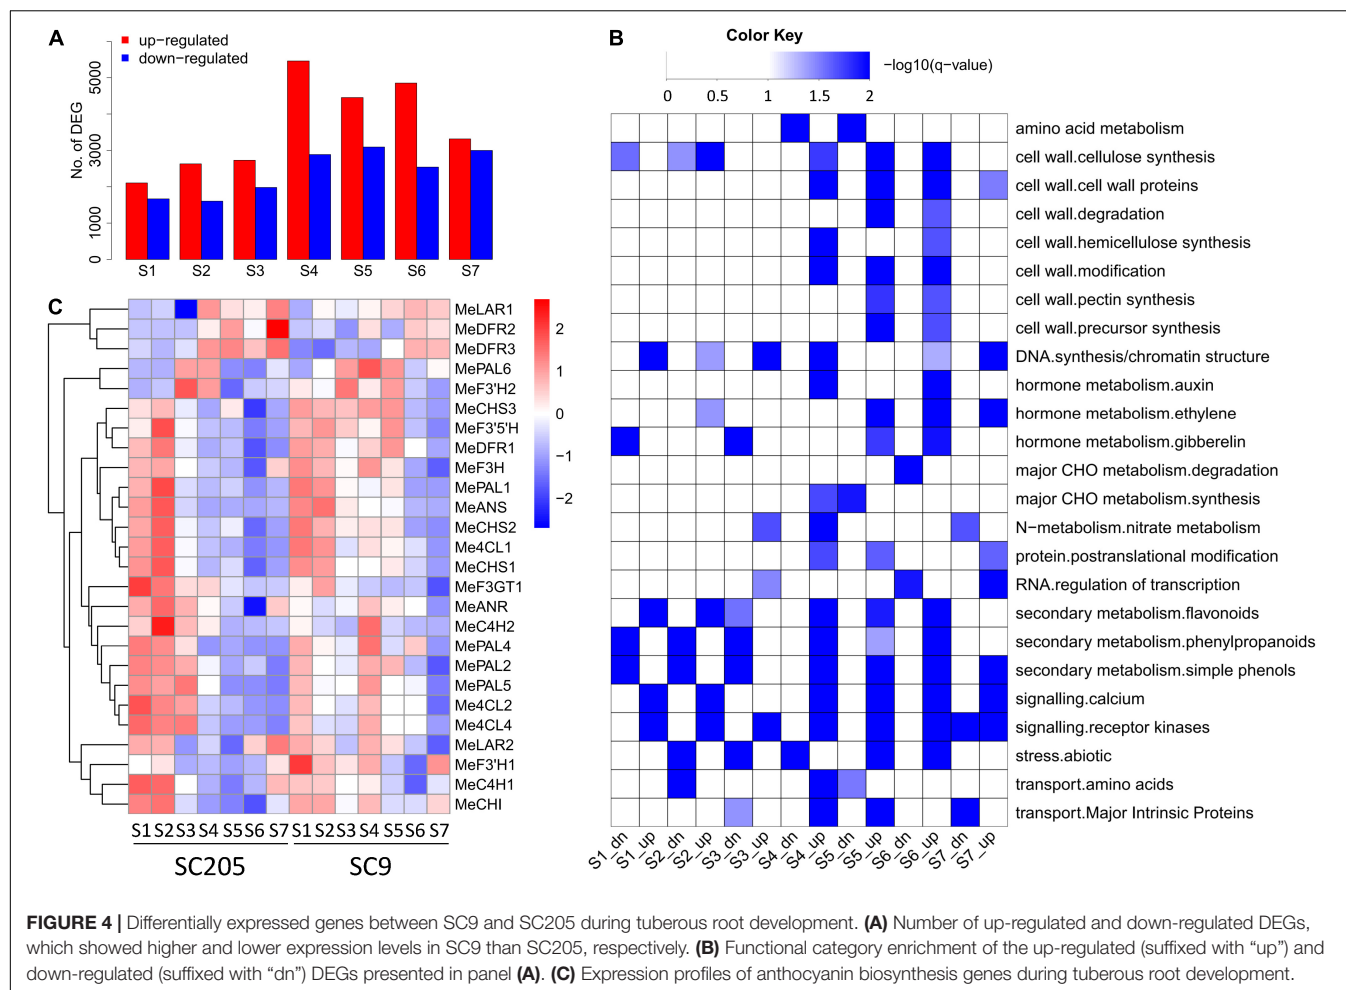 A
up-regulated
down-regulated
No. of DEG
0
1000
3000
5000
S1 S2 S3 S4 S5 S6 S7
B
Color Key
−log10(q-value)
0 0.5 1 1.5 2
amino acid metabolism
cell wall.cellulose synthesis
cell wall.cell wall proteins
cell wall.degradation
cell wall.hemicellulose synthesis
cell wall.modification
cell wall.pectin synthesis
cell wall.precursor synthesis
DNA.synthesis/chromatin structure
hormone metabolism.auxin
hormone metabolism.ethylene
hormone metabolism.gibberelin
major CHO metabolism.degradation
major CHO metabolism.synthesis
N−metabolism.nitrate metabolism
protein.postranslational modification
RNA.regulation of transcription
secondary metabolism.flavonoids
secondary metabolism.phenylpropanoids
secondary metabolism.simple phenols
signalling.calcium
signalling.receptor kinases
stress.abiotic
transport.amino acids
transport.Major Intrinsic Proteins
S1_dn S1_up S2_dn S2_up S3_dn S3_up S4_dn S4_up S5_dn S5_up S6_dn S6_up S7_dn S7_up
C
MeLAR1
MeDFR2
MeDFR3
MePAL6
MeF3'H2
MeCHS3
MeF3'5'H
MeDFR1
MeF3H
MePAL1
MeANS
MeCHS2
Me4CL1
MeCHS1
MeF3GT1
MeANR
MeC4H2
MePAL4
MePAL2
MePAL5
Me4CL2
Me4CL4
MeLAR2
MeF3'H1
MeC4H1
MeCHI
2
1
0
−1
−2
S1 S2 S3 S4 S5 S6 S7 S1 S2 S3 S4 S5 S6 S7
SC205 SC9
FIGURE 4 | Differentially expressed genes between SC9 and SC205 during tuberous root development. (A) Number of up-regulated and down-regulated DEGs,
which showed higher and lower expression levels in SC9 than SC205, respectively. (B) Functional category enrichment of the up-regulated (suffixed with “up”) and
down-regulated (suffixed with “dn”) DEGs presented in panel (A). (C) Expression profiles of anthocyanin biosynthesis genes during tuberous root development.